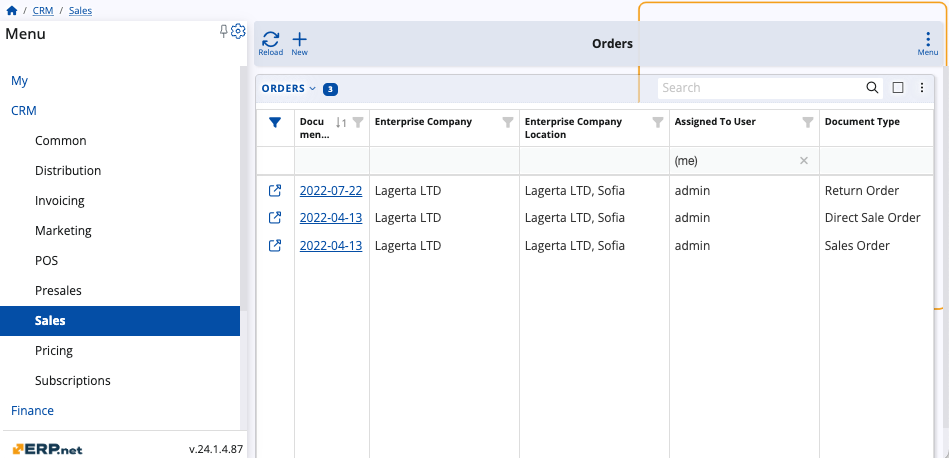 / CRM / Sales
Menu
My
CRM
Common
Distribution
Invoicing
Marketing
POS
Presales
Sales
Pricing
Subscriptions
Finance
ERP.net
v.24.1.4.87
Reload
New
Orders
Menu
ORDERS 3
Search
Docu
men...
1
Enterprise Company
Enterprise Company
Location
Assigned To User
Document Type
(me)
2022-07-22 Lagerta LTD Lagerta LTD, Sofia admin Return Order
2022-04-13 Lagerta LTD Lagerta LTD, Sofia admin Direct Sale Order
2022-04-13 Lagerta LTD Lagerta LTD, Sofia admin Sales Order